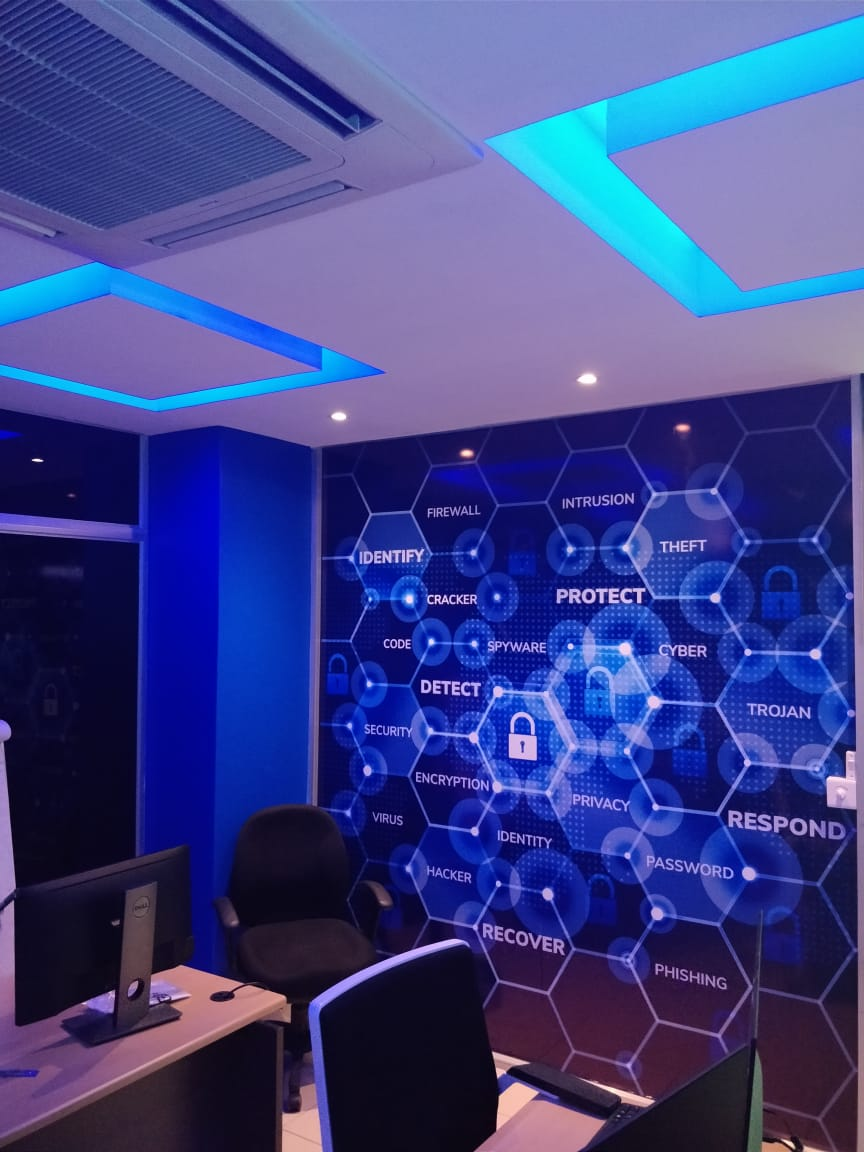 FIREWALL
INTRUSION
IDENTIFY
THEFT
CRACKER
PROTECT
CODE
SPYWARE
CYBER
DETECT
TROJAN
SECURITY
ENCRYPTION
PRIVACY
VIRUS
IDENTITY
RESPOND
HACKER
PASSWORD
RECOVER
PHISHING
DELL